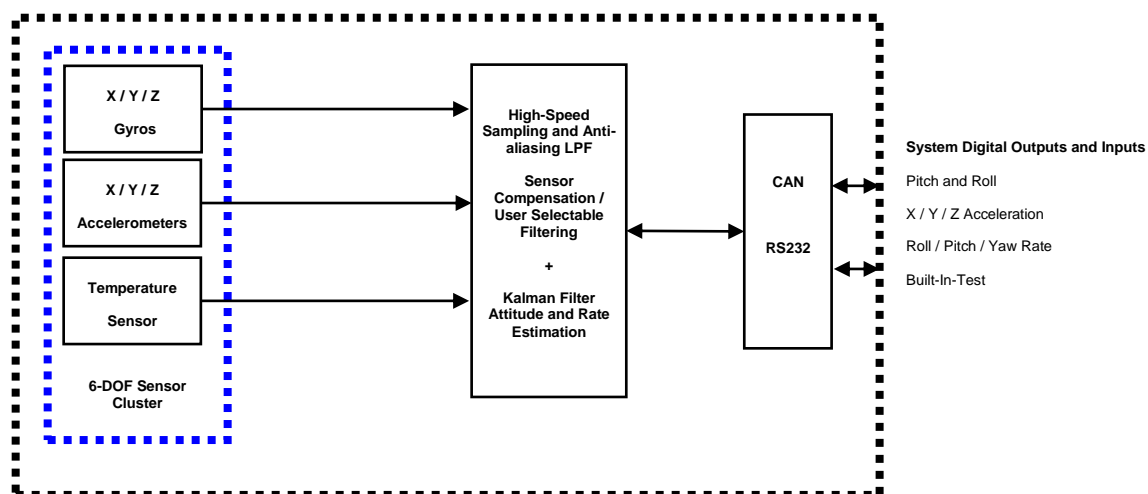 X / Y / Z
Gyros
X / Y / Z
Accelerometers
Temperature
Sensor
6-DOF Sensor
Cluster
High-Speed
Sampling and Anti-
aliasing LPF
Sensor
Compensation /
User Selectable
Filtering
+
Kalman Filter
Attitude and Rate
Estimation
CAN
RS232
System Digital Outputs and Inputs
Pitch and Roll
X / Y / Z Acceleration
Roll / Pitch / Yaw Rate
Built-In-Test